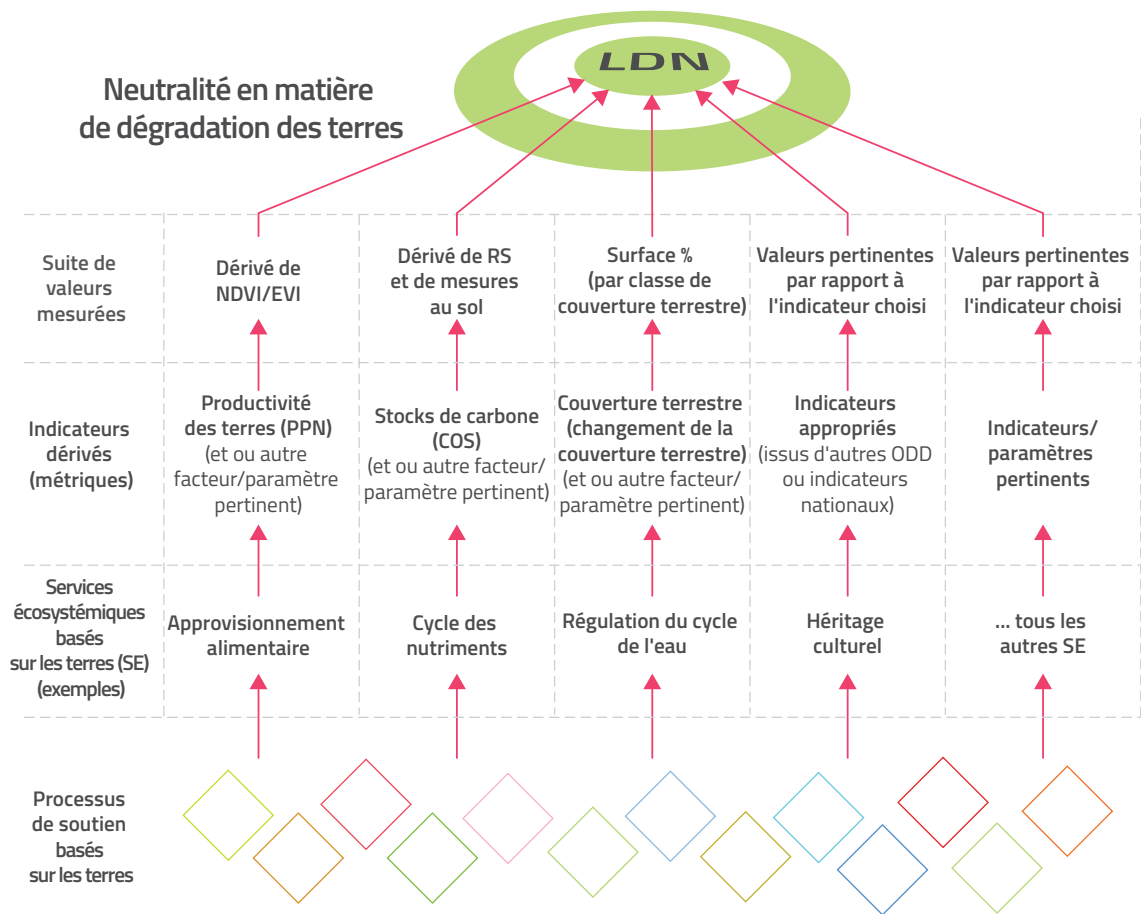 LDN
Neutralité en matière
de dégradation des terres
Suite de
valeurs
mesurées
Dérivé de
NDVI/EVI
Dérivé de RS
et de mesures
au sol
Surface %
(par classe de
couverture terrestre)
Valeurs pertinentes
par rapport à
l'indicateur choisi
Valeurs pertinentes
par rapport à
l'indicateur choisi
Indicateurs
dérivés
(métriques)
Productivité
des terres (PPN)
(et ou autre
facteur/paramètre
pertinent)
Stocks de carbone
(COS)
(et ou autre facteur/
paramètre pertinent)
Couverture terrestre
(changement de la
couverture terrestre)
(et ou autre facteur/
paramètre pertinent)
Indicateurs
appropriés
(issus d'autres ODD
ou indicateurs
nationaux)
Indicateurs/
paramètres
pertinents
Services
écosystémiques
basés
sur les terres (SE)
(exemples)
Approvisionnement
alimentaire
Cycle des
nutriments
Régulation du cycle
de l'eau
Héritage
culturel
... tous les
autres SE
Processus
de soutien
basés
sur les terres